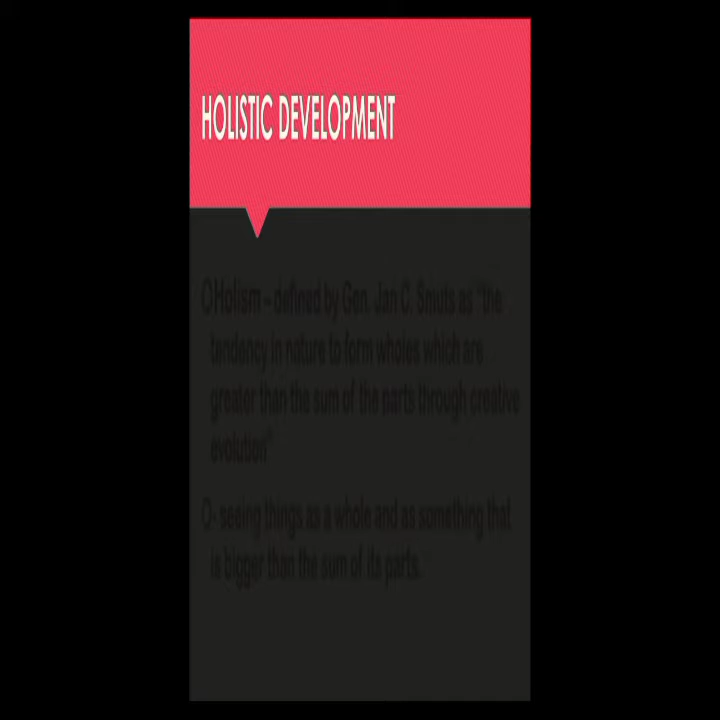 HOLISTIC DEVELOPMENT
Holism – defined by Gen. Jan C. Smuts as "the
tendency in nature to form wholes which are
greater than the sum of the parts through creative
evolution"
- seeing things as a whole and as something that
is bigger than the sum of its parts.